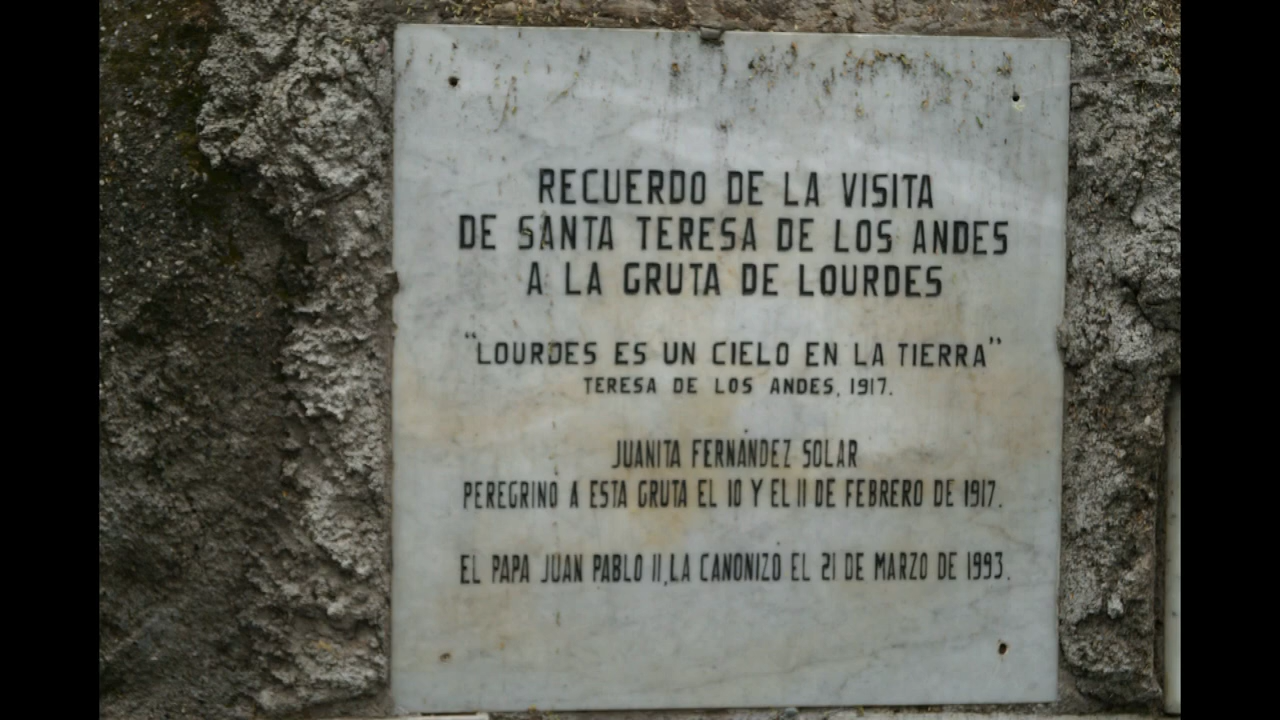 RECUERDO DE LA VISITA
DE SANTA TERESA DE LOS ANDES
A LA GRUTA DE LOURDES
"LOURDES ES UN CIELO EN LA TIERRA"
TERESA DE LOS ANDES, 1917.
JUANITA FERNANDEZ SOLAR
PEREGRINO A ESTA GRUTA EL 10 Y EL 11 DE FEBRERO DE 1917.
EL PAPA JUAN PABLO II, LA CANONIZO EL 21 DE MARZO DE 1993.